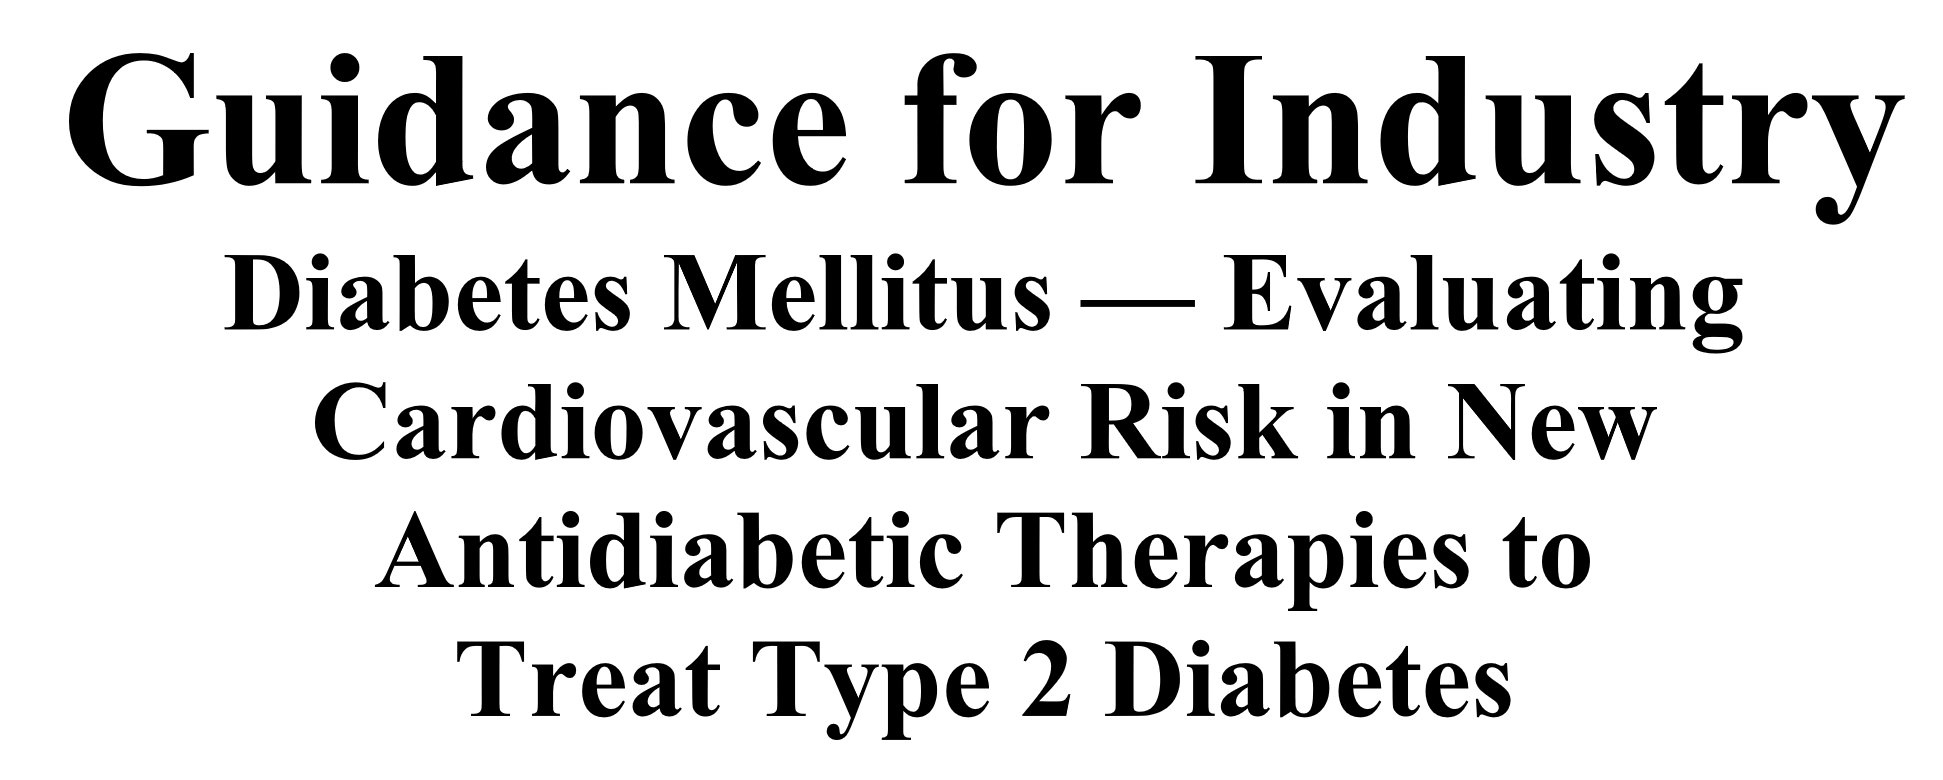 Guidance for Industry
Diabetes Mellitus — Evaluating
Cardiovascular Risk in New
Antidiabetic Therapies to
Treat Type 2 Diabetes